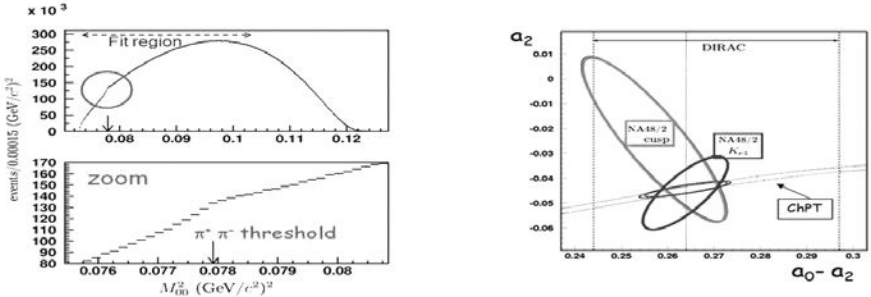 × 10³
events/0.00015 (GeV/c²)²
300
250
200
150
100
50
0
Fit region
0.08 0.09 0.1 0.11 0.12
170
160
150
140
130
120
110
100
90
80
zoom
π⁺ π⁻ threshold
0.076 0.077 0.078 0.079 0.08
M²₀₀ (GeV/c²)²
a₂
0.01
0
-0.01
-0.02
-0.03
-0.04
-0.05
-0.06
DIRAC
NA48/2
cusp
NA48/2
Kₑ₄
ChPT
0.24 0.25 0.26 0.27 0.28 0.29 0.3
a₀- a₂